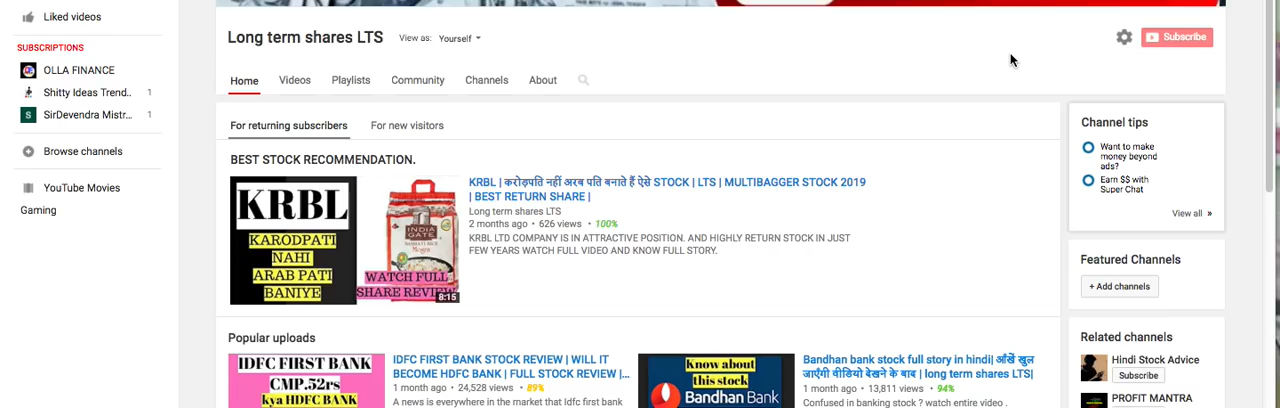 Liked videos
SUBSCRIPTIONS
OLLA FINANCE
Shitty Ideas Trend.. 1
SirDevendra Mistr... 1
Browse channels
YouTube Movies
Gaming
Long term shares LTS View as: Yourself
Subscribe
Home Videos Playlists Community Channels About
For returning subscribers For new visitors
BEST STOCK RECOMMENDATION.
KRBL
KARODPATI
NAHI
ARAB PATI
BANIYE
INDIA
GATE
BASMATI RICE
Mogra
WATCH FULL
SHARE REVIEW
8:15
KRBL | करोड़पति नहीं अरब पति बनाते हैं ऐसे STOCK | LTS | MULTIBAGGER STOCK 2019
| BEST RETURN SHARE |
Long term shares LTS
2 months ago • 626 views • 100%
KRBL LTD COMPANY IS IN ATTRACTIVE POSITION. AND HIGHLY RETURN STOCK IN JUST
FEW YEARS WATCH FULL VIDEO AND KNOW FULL STORY.
Popular uploads
IDFC FIRST BANK
CMP.52rs
kya HDFC BANK
IDFC FIRST BANK STOCK REVIEW | WILL IT
BECOME HDFC BANK | FULL STOCK REVIEW |...
1 month ago • 24,528 views • 89%
A news is everywhere in the market that Idfc first bank
Know about
this stock
Bandhan Bank
Bandhan bank stock full story in hindi| आँखें खुल
जाएँगी वीडियो देखने के बाद | long term shares LTS|
1 month ago • 13,811 views • 94%
Confused in banking stock ? watch entire video .
Channel tips
Want to make
money beyond
ads?
Earn $$ with
Super Chat
View all »
Featured Channels
+ Add channels
Related channels
Hindi Stock Advice
Subscribe
PROFIT MANTRA